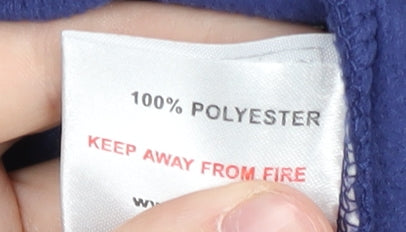 100% POLYESTER
KEEP AWAY FROM FIRE